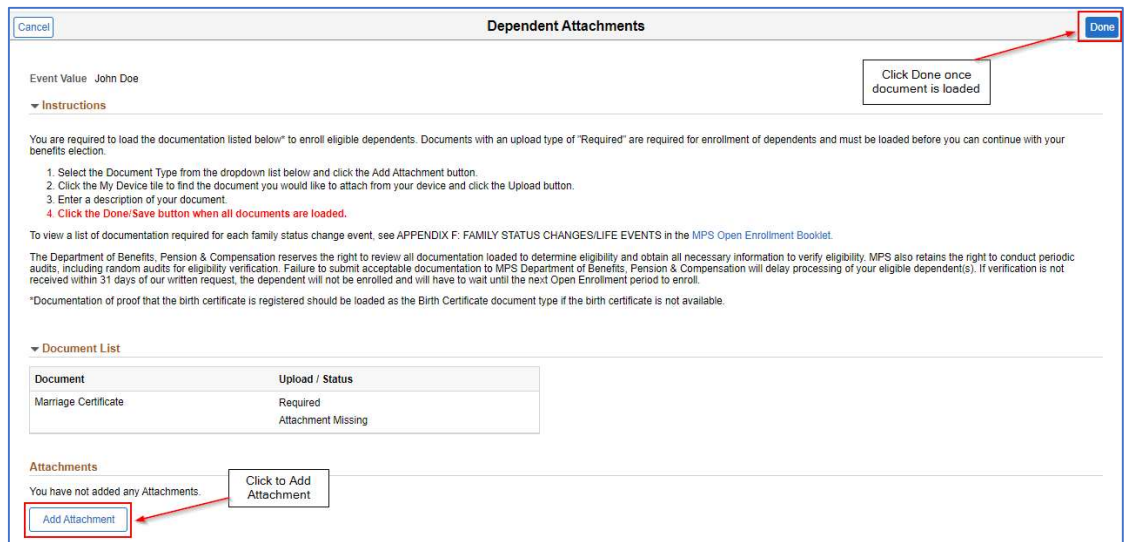 Cancel
Dependent Attachments
Done
Click Done once
document is loaded
Event Value John Doe
Instructions
You are required to load the documentation listed below* to enroll eligible dependents. Documents with an upload type of "Required" are required for enrollment of dependents and must be loaded before you can continue with your
benefits election.
1. Select the Document Type from the dropdown list below and click the Add Attachment button.
2. Click the My Device tile to find the document you would like to attach from your device and click the Upload button.
3. Enter a description of your document.
4. Click the Done/Save button when all documents are loaded.
To view a list of documentation required for each family status change event, see APPENDIX F: FAMILY STATUS CHANGES/LIFE EVENTS in the MPS Open Enrollment Booklet.
The Department of Benefits, Pension & Compensation reserves the right to review all documentation loaded to determine eligibility and obtain all necessary information to verify eligibility. MPS also retains the right to conduct periodic
audits, including random audits for eligibility verification. Failure to submit acceptable documentation to MPS Department of Benefits, Pension & Compensation will delay processing of your eligible dependent(s). If verification is not
received within 31 days of our written request, the dependent will not be enrolled and will have to wait until the next Open Enrollment period to enroll.
*Documentation of proof that the birth certificate is registered should be loaded as the Birth Certificate document type if the birth certificate is not available.
Document List
Document Upload / Status
Marriage Certificate Required
Attachment Missing
Attachments
You have not added any Attachments.
Click to Add
Attachment
Add Attachment